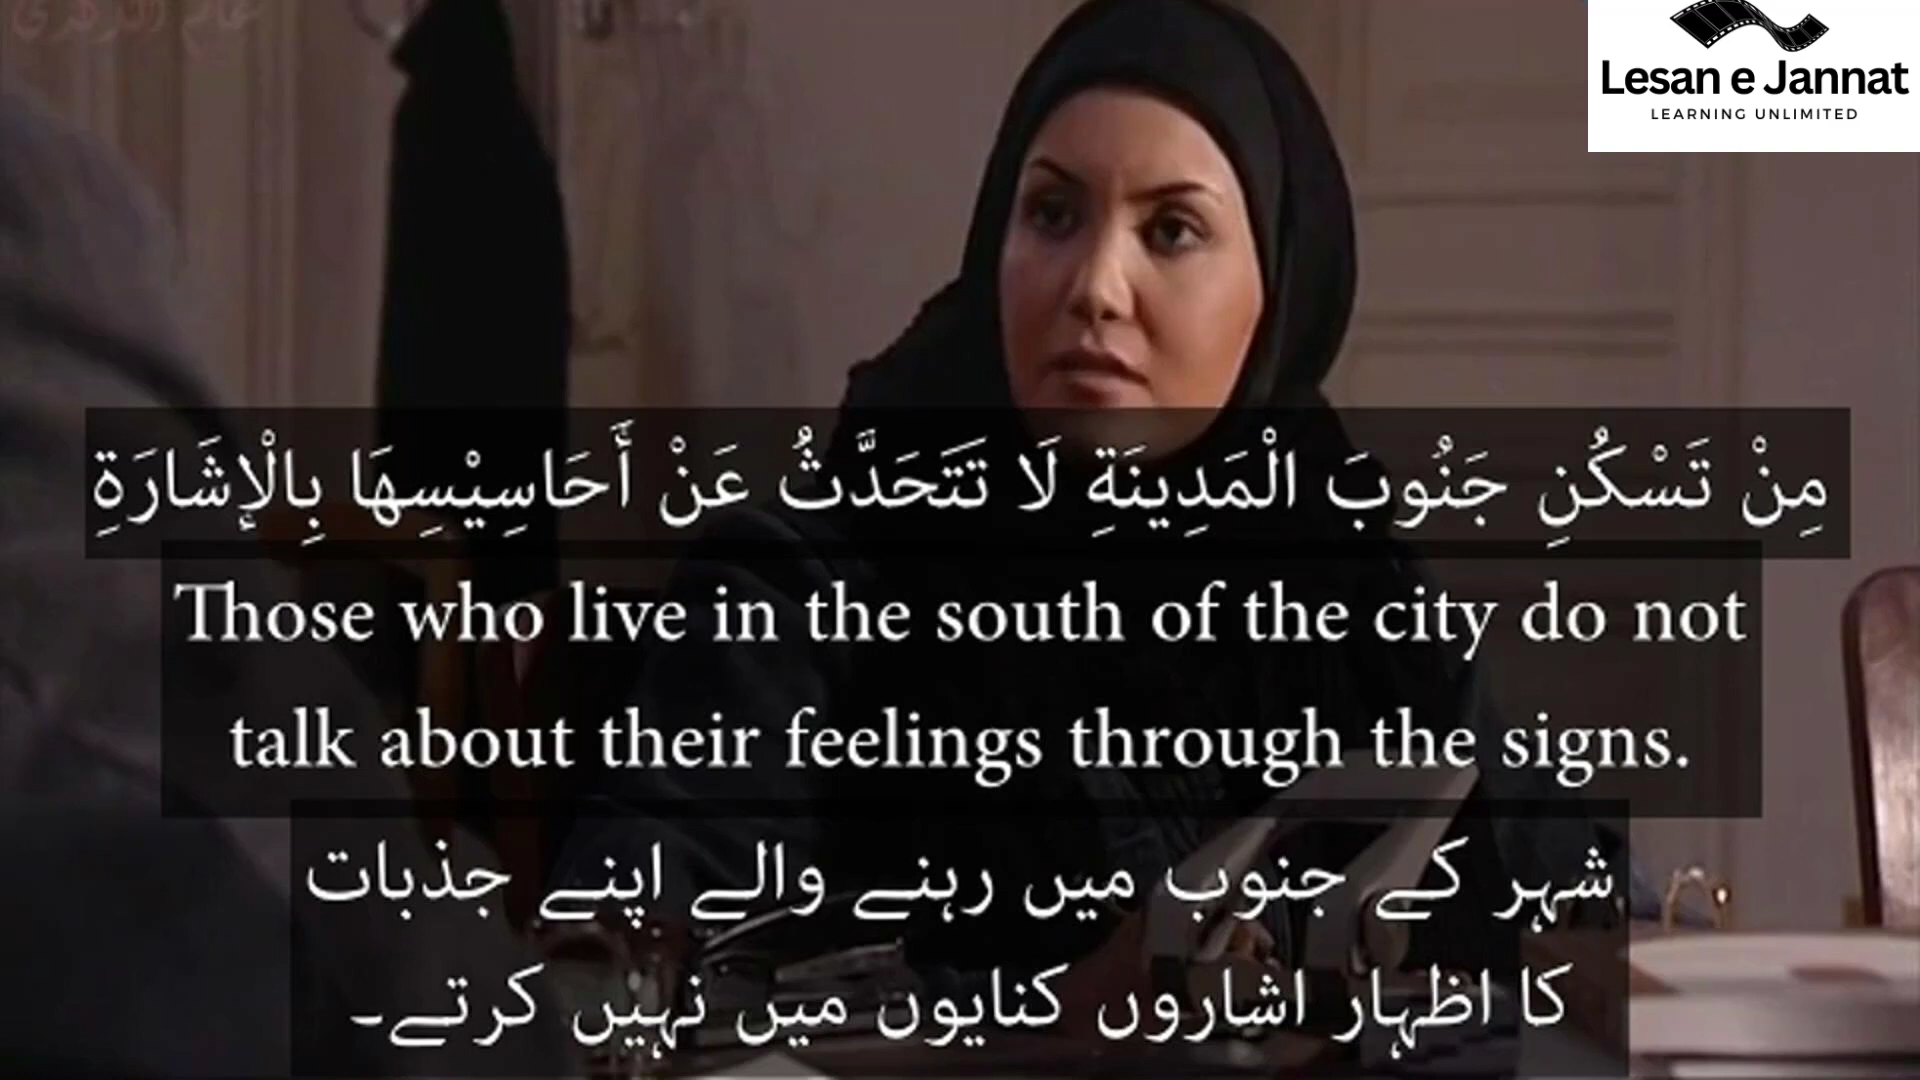 عالم الدرهري
Lesan e Jannat
LEARNING UNLIMITED
مِنْ تَسْكُنِ جَنُوبَ الْمَدِينَةِ لَا تَتَحَدَّثُ عَنْ أَحَاسِيْسِهَا بِالْإِشَارَةِ
Those who live in the south of the city do not
talk about their feelings through the signs.
شہر کے جنوب میں رہنے والے اپنے جذبات
کا اظہار اشاروں کنایوں میں نہیں کرتے۔